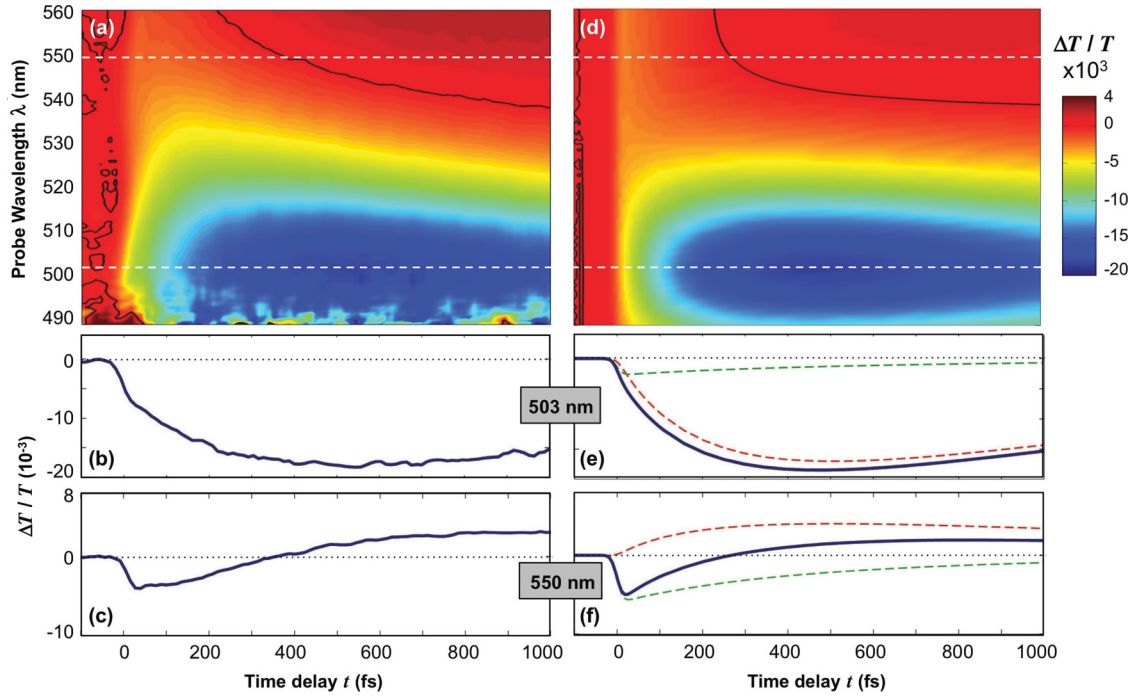 560
550
540
530
520
510
500
490
Probe Wavelength λ (nm)
(a)
(d)
ΔT / T
×10³
4
0
-5
-10
-15
-20
0
-10
-20
(b)
503 nm
(e)
ΔT / T (10⁻³)
8
0
-10
(c)
550 nm
(f)
0 200 400 600 800 1000
0 200 400 600 800 1000
Time delay t (fs)
Time delay t (fs)